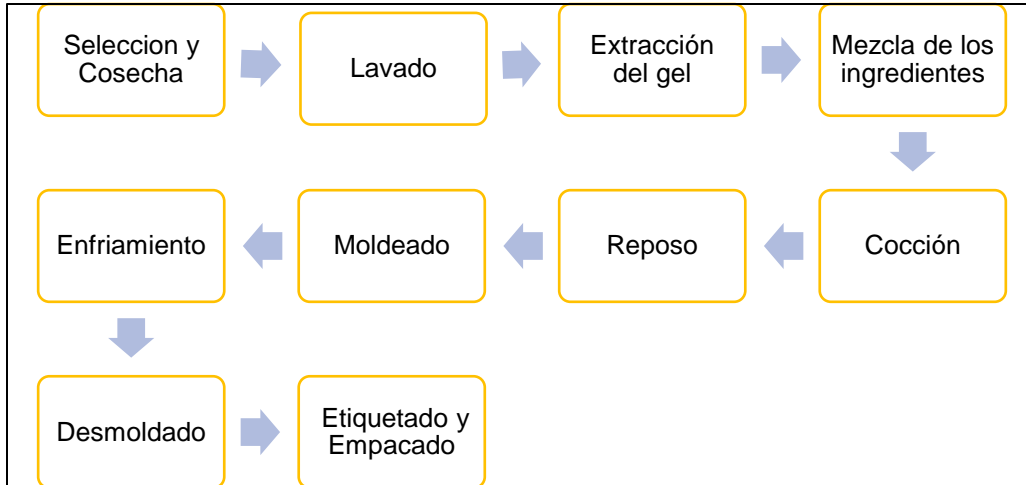 Seleccion y
Cosecha
Lavado
Extracción
del gel
Mezcla de los
ingredientes
Cocción
Reposo
Moldeado
Enfriamiento
Desmoldado
Etiquetado y
Empacado